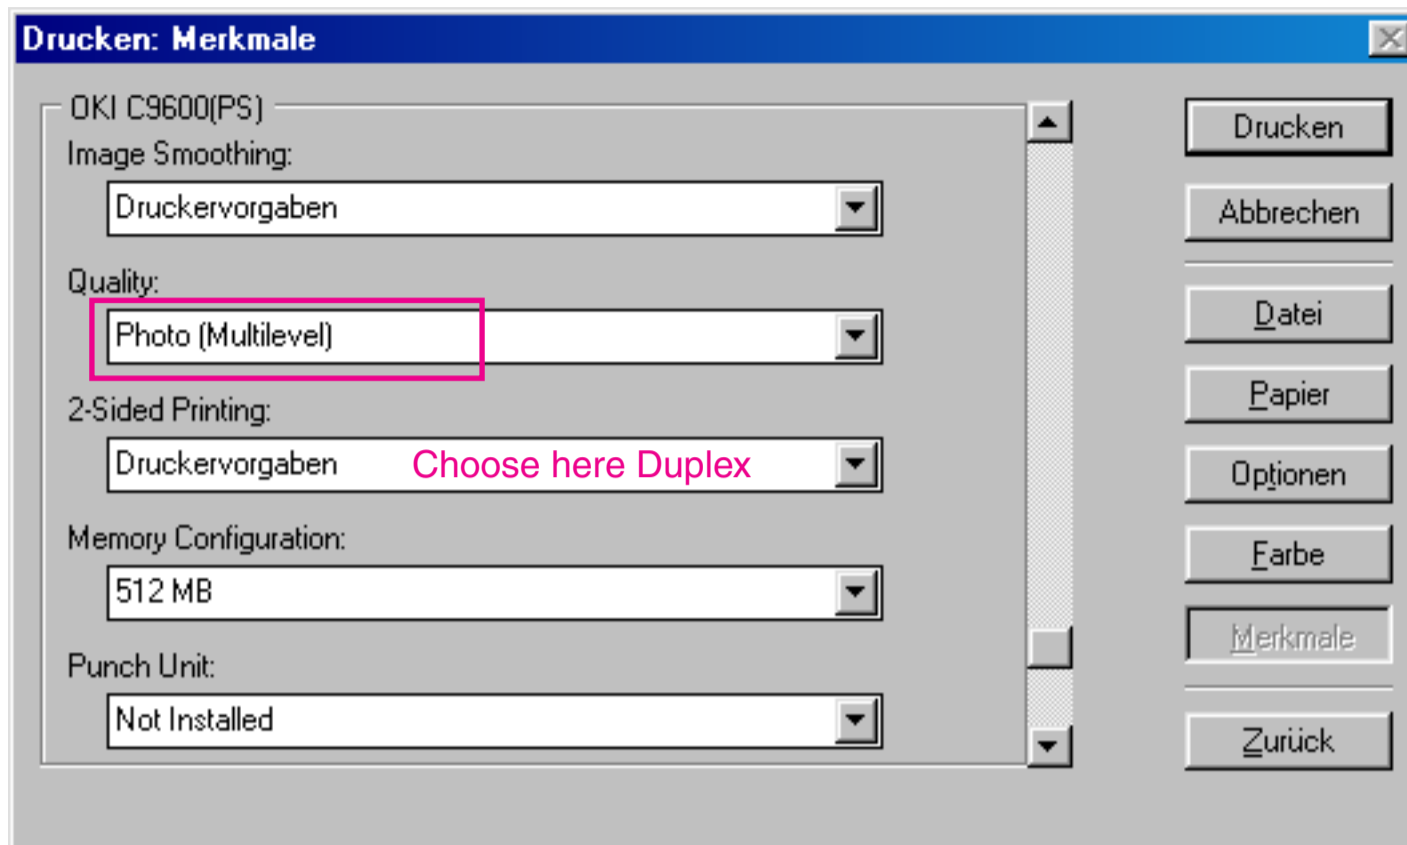 Drucken: Merkmale
OKI C9600(PS)
Image Smoothing:
Druckervorgaben
Quality:
Photo (Multilevel)
2-Sided Printing:
Druckervorgaben Choose here Duplex
Memory Configuration:
512 MB
Punch Unit:
Not Installed
Drucken
Abbrechen
Datei
Papier
Optionen
Farbe
Merkmale
Zurück